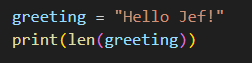 greeting = "Hello Jef!"
print(len(greeting))